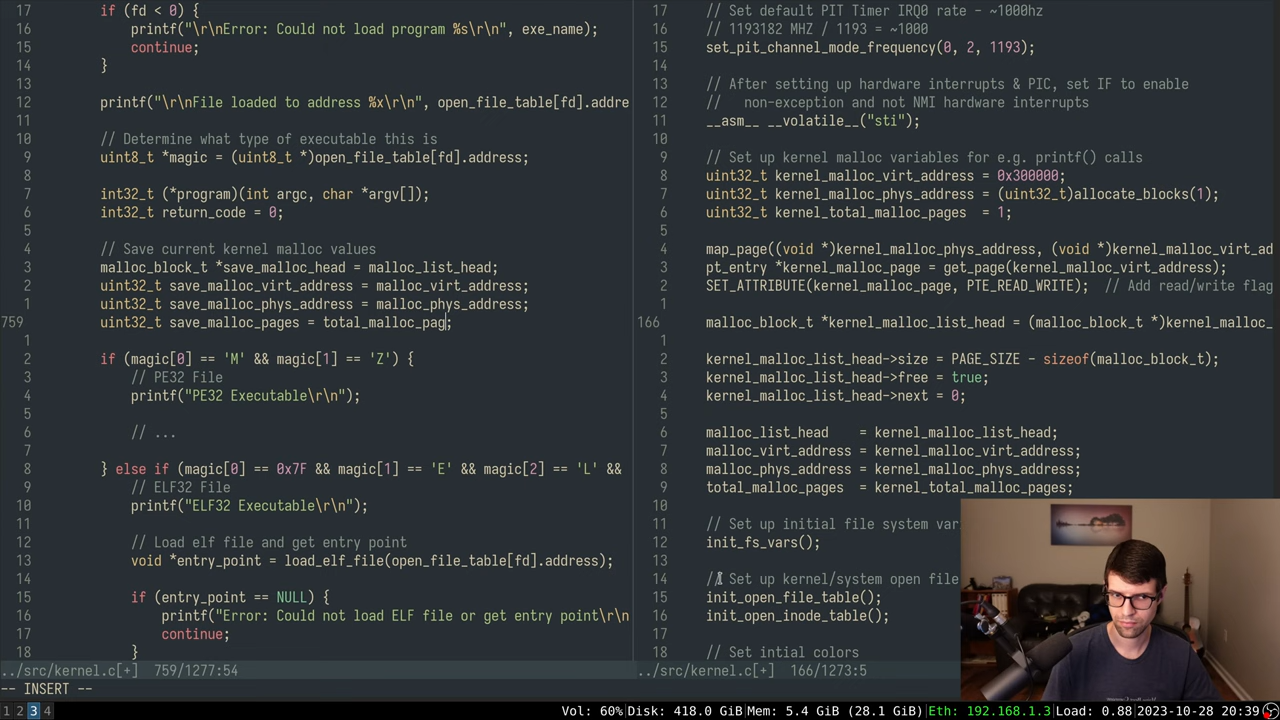 17          if (fd < 0) {
16              printf("\r\nError: Could not load program %s\r\n", exe_name);
15              continue;
14          }
13
12          printf("\r\nFile loaded to address %x\r\n", open_file_table[fd].addre
11
10          // Determine what type of executable this is
9          uint8_t *magic = (uint8_t *)open_file_table[fd].address;
8
7          int32_t (*program)(int argc, char *argv[]);
6          int32_t return_code = 0;
5
4          // Save current kernel malloc values
3          malloc_block_t *save_malloc_head = malloc_list_head;
2          uint32_t save_malloc_virt_address = malloc_virt_address;
1          uint32_t save_malloc_phys_address = malloc_phys_address;
759          uint32_t save_malloc_pages = total_malloc_pag;
1
2          if (magic[0] == 'M' && magic[1] == 'Z') {
3              // PE32 File
4              printf("PE32 Executable\r\n");
5
6              // ...
7
8          } else if (magic[0] == 0x7F && magic[1] == 'E' && magic[2] == 'L' &&
9              // ELF32 File
10              printf("ELF32 Executable\r\n");
11
12              // Load elf file and get entry point
13              void *entry_point = load_elf_file(open_file_table[fd].address);
14
15              if (entry_point == NULL) {
16                  printf("Error: Could not load ELF file or get entry point\r\n
17                  continue;
18              }
../src/kernel.c[+]   759/1277:54
-- INSERT --
17      // Set default PIT Timer IRQ0 rate - ~1000hz
16      // 1193182 MHZ / 1193 = ~1000
15      set_pit_channel_mode_frequency(0, 2, 1193);
14
13      // After setting up hardware interrupts & PIC, set IF to enable
12      //   non-exception and not NMI hardware interrupts
11      __asm__ __volatile__("sti");
10
9      // Set up kernel malloc variables for e.g. printf() calls
8      uint32_t kernel_malloc_virt_address = 0x300000;
7      uint32_t kernel_malloc_phys_address = (uint32_t)allocate_blocks(1);
6      uint32_t kernel_total_malloc_pages  = 1;
5
4      map_page((void *)kernel_malloc_phys_address, (void *)kernel_malloc_virt_ad
3      pt_entry *kernel_malloc_page = get_page(kernel_malloc_virt_address);
2      SET_ATTRIBUTE(kernel_malloc_page, PTE_READ_WRITE);  // Add read/write flag
1
166      malloc_block_t *kernel_malloc_list_head = (malloc_block_t *)kernel_malloc_
1
2      kernel_malloc_list_head->size = PAGE_SIZE - sizeof(malloc_block_t);
3      kernel_malloc_list_head->free = true;
4      kernel_malloc_list_head->next = 0;
5
6      malloc_list_head    = kernel_malloc_list_head;
7      malloc_virt_address = kernel_malloc_virt_address;
8      malloc_phys_address = kernel_malloc_phys_address;
9      total_malloc_pages  = kernel_total_malloc_pages;
10
11      // Set up initial file system var
12      init_fs_vars();
13
14      // Set up kernel/system open file
15      init_open_file_table();
16      init_open_inode_table();
17
18      // Set intial colors
../src/kernel.c[+]   166/1273:5
1 2 3 4
Vol: 60%|Disk: 418.0 GiB|Mem: 5.4 GiB (28.1 GiB)|Eth: 192.168.1.3|Load: 0.88|2023-10-28 20:39